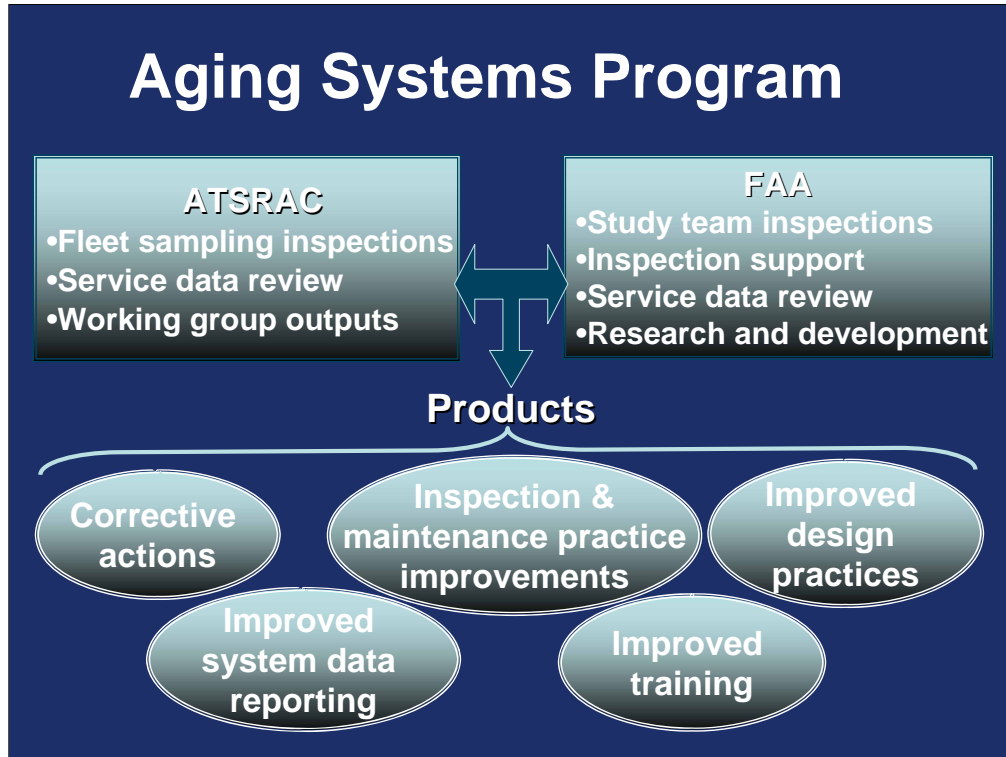 Aging Systems Program
ATSRAC
•Fleet sampling inspections
•Service data review
•Working group outputs
FAA
•Study team inspections
•Inspection support
•Service data review
•Research and development
Products
Corrective
actions
Inspection &
maintenance practice
improvements
Improved
design
practices
Improved
system data
reporting
Improved
training